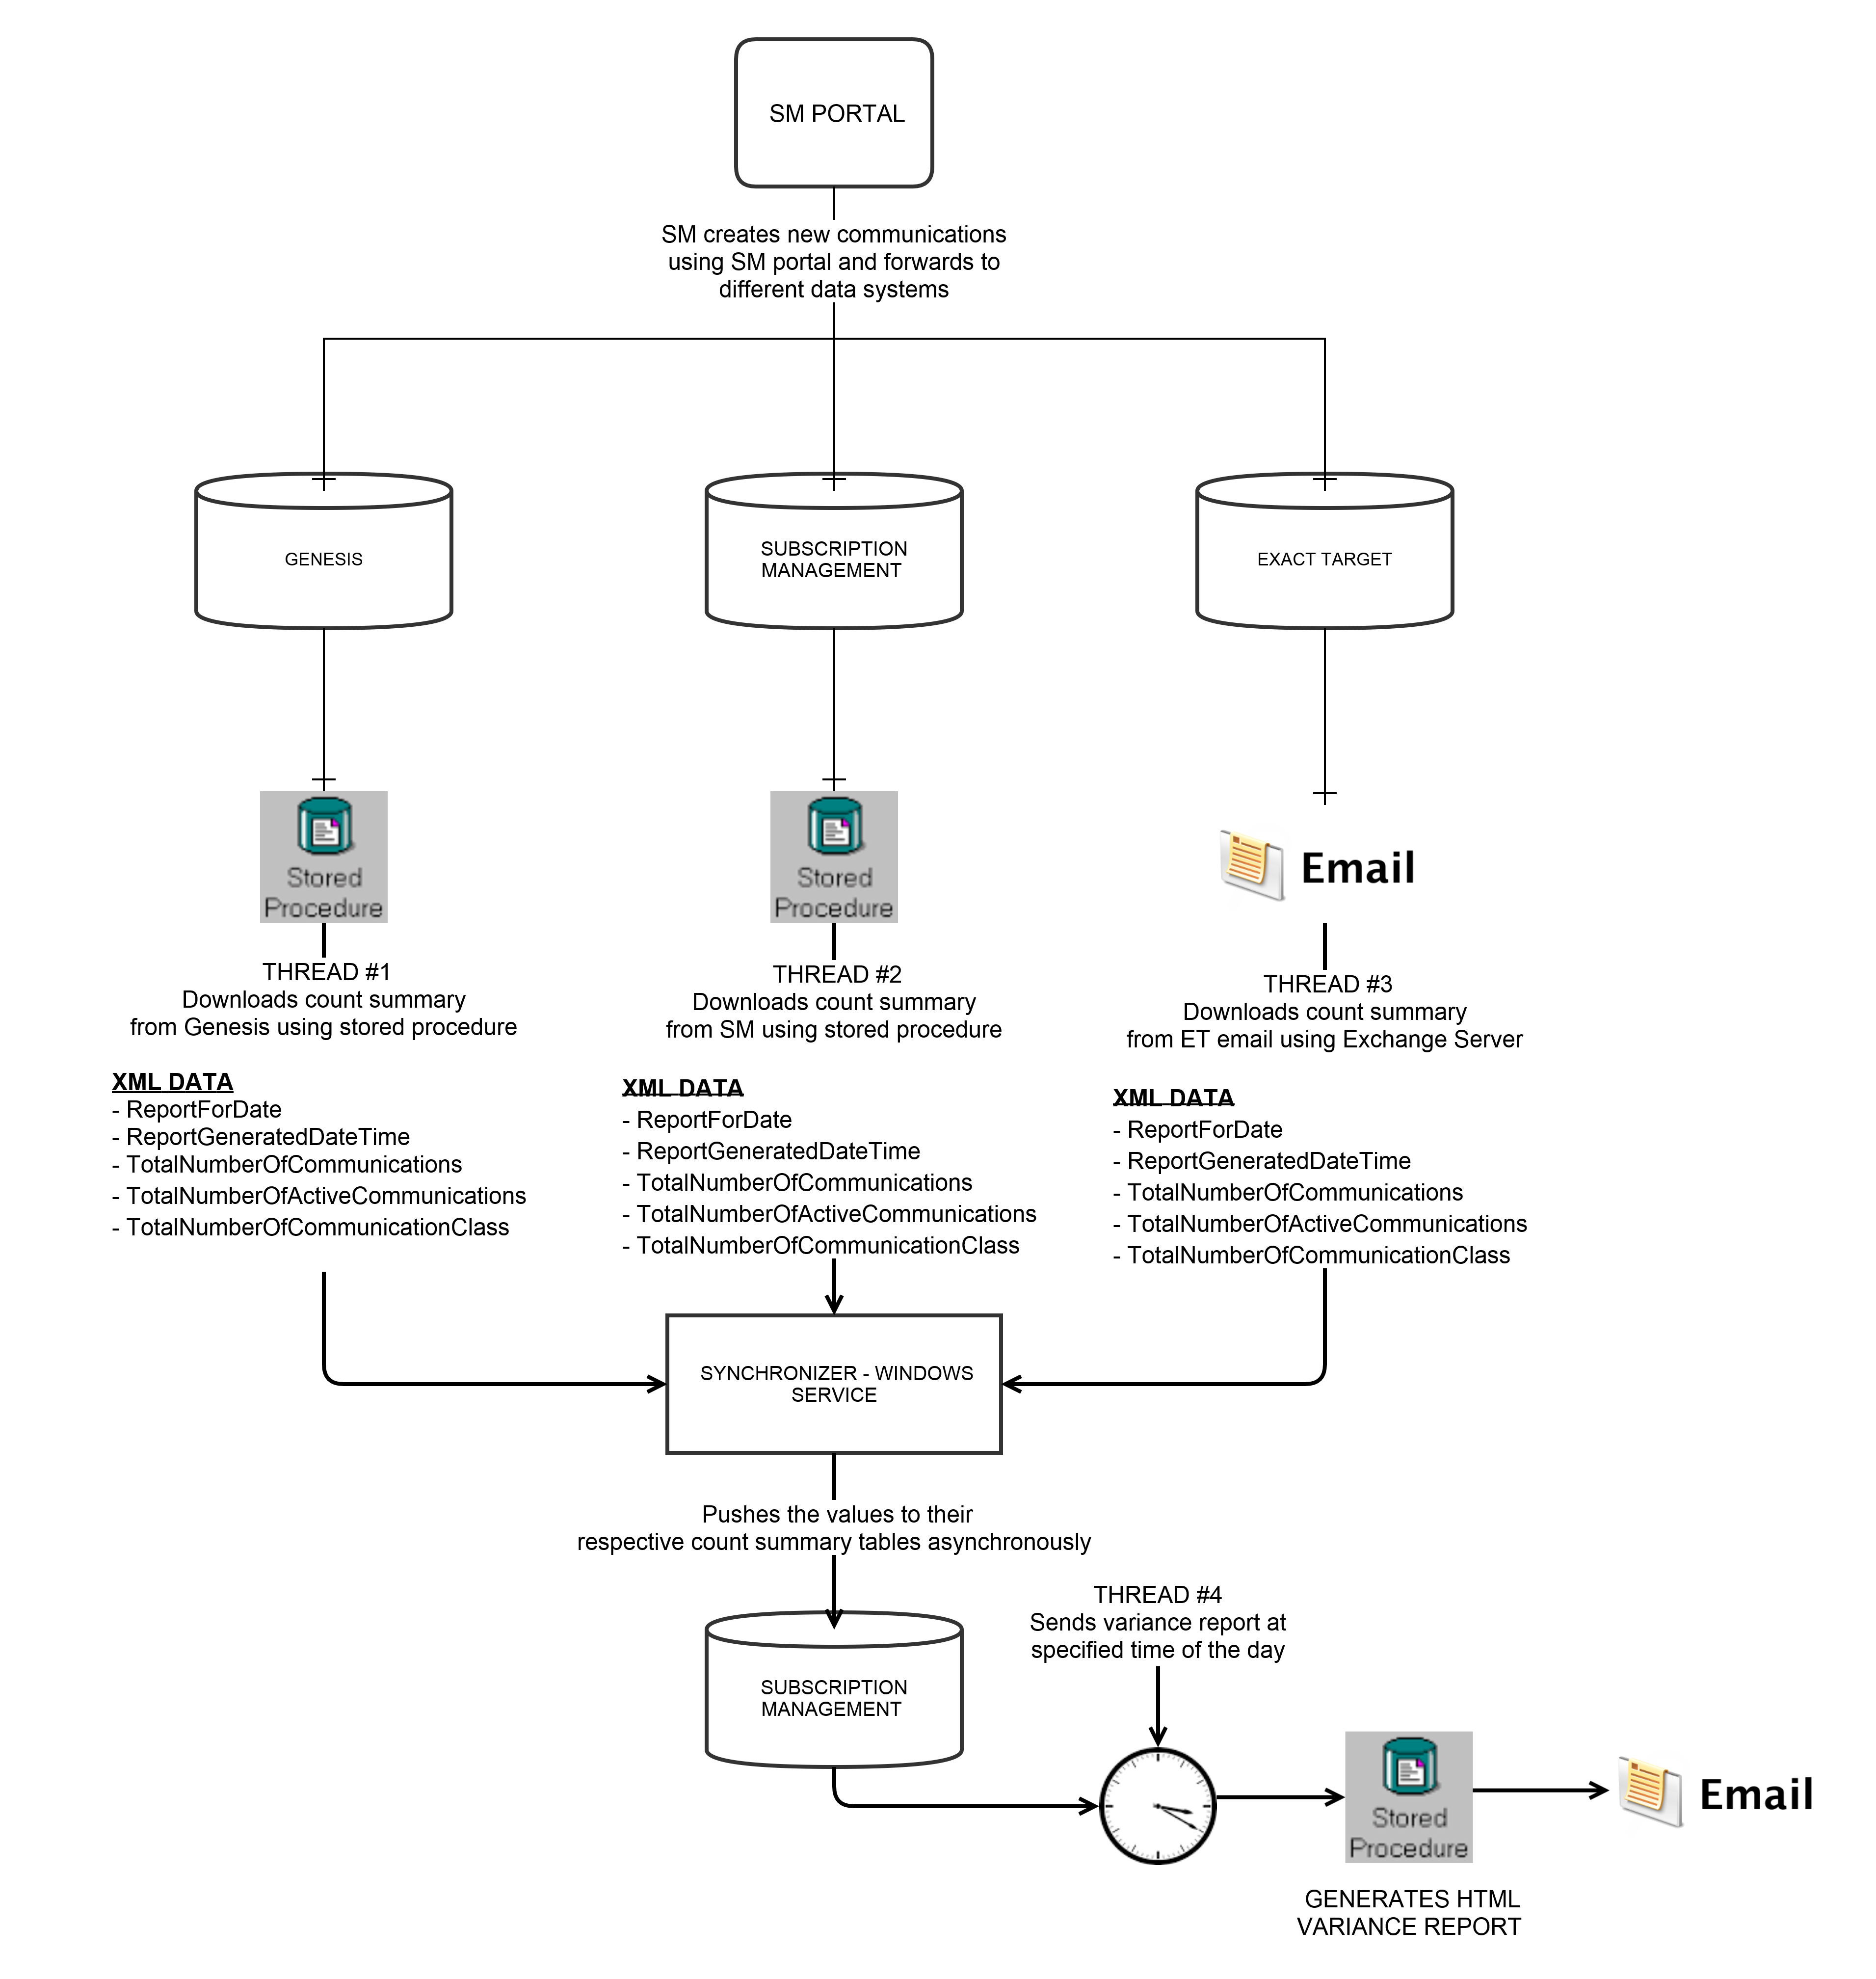 SM PORTAL
SM creates new communications
using SM portal and forwards to
different data systems
GENESIS
SUBSCRIPTION
MANAGEMENT
EXACT TARGET
Stored
Procedure
Stored
Procedure
Email
THREAD #1
Downloads count summary
from Genesis using stored procedure
THREAD #2
Downloads count summary
from SM using stored procedure
THREAD #3
Downloads count summary
from ET email using Exchange Server
XML DATA
- ReportForDate
- ReportGeneratedDateTime
- TotalNumberOfCommunications
- TotalNumberOfActiveCommunications
- TotalNumberOfCommunicationClass
XML DATA
- ReportForDate
- ReportGeneratedDateTime
- TotalNumberOfCommunications
- TotalNumberOfActiveCommunications
- TotalNumberOfCommunicationClass
XML DATA
- ReportForDate
- ReportGeneratedDateTime
- TotalNumberOfCommunications
- TotalNumberOfActiveCommunications
- TotalNumberOfCommunicationClass
SYNCHRONIZER - WINDOWS
SERVICE
Pushes the values to their
respective count summary tables asynchronously
THREAD #4
Sends variance report at
specified time of the day
SUBSCRIPTION
MANAGEMENT
Stored
Procedure
Email
GENERATES HTML
VARIANCE REPORT